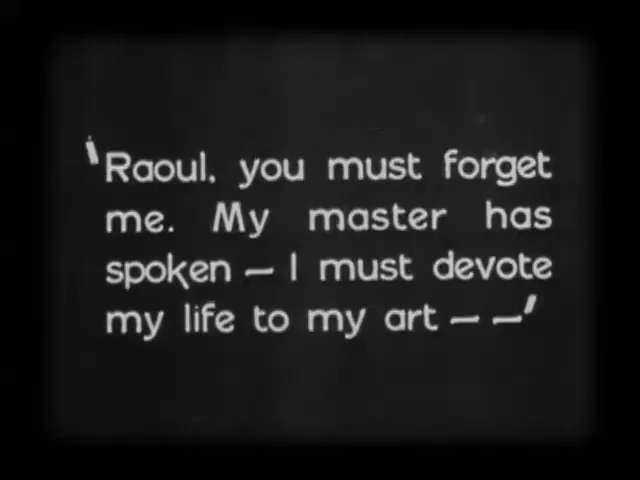 'Raoul, you must forget
me. My master has
spoken – I must devote
my life to my art – –'